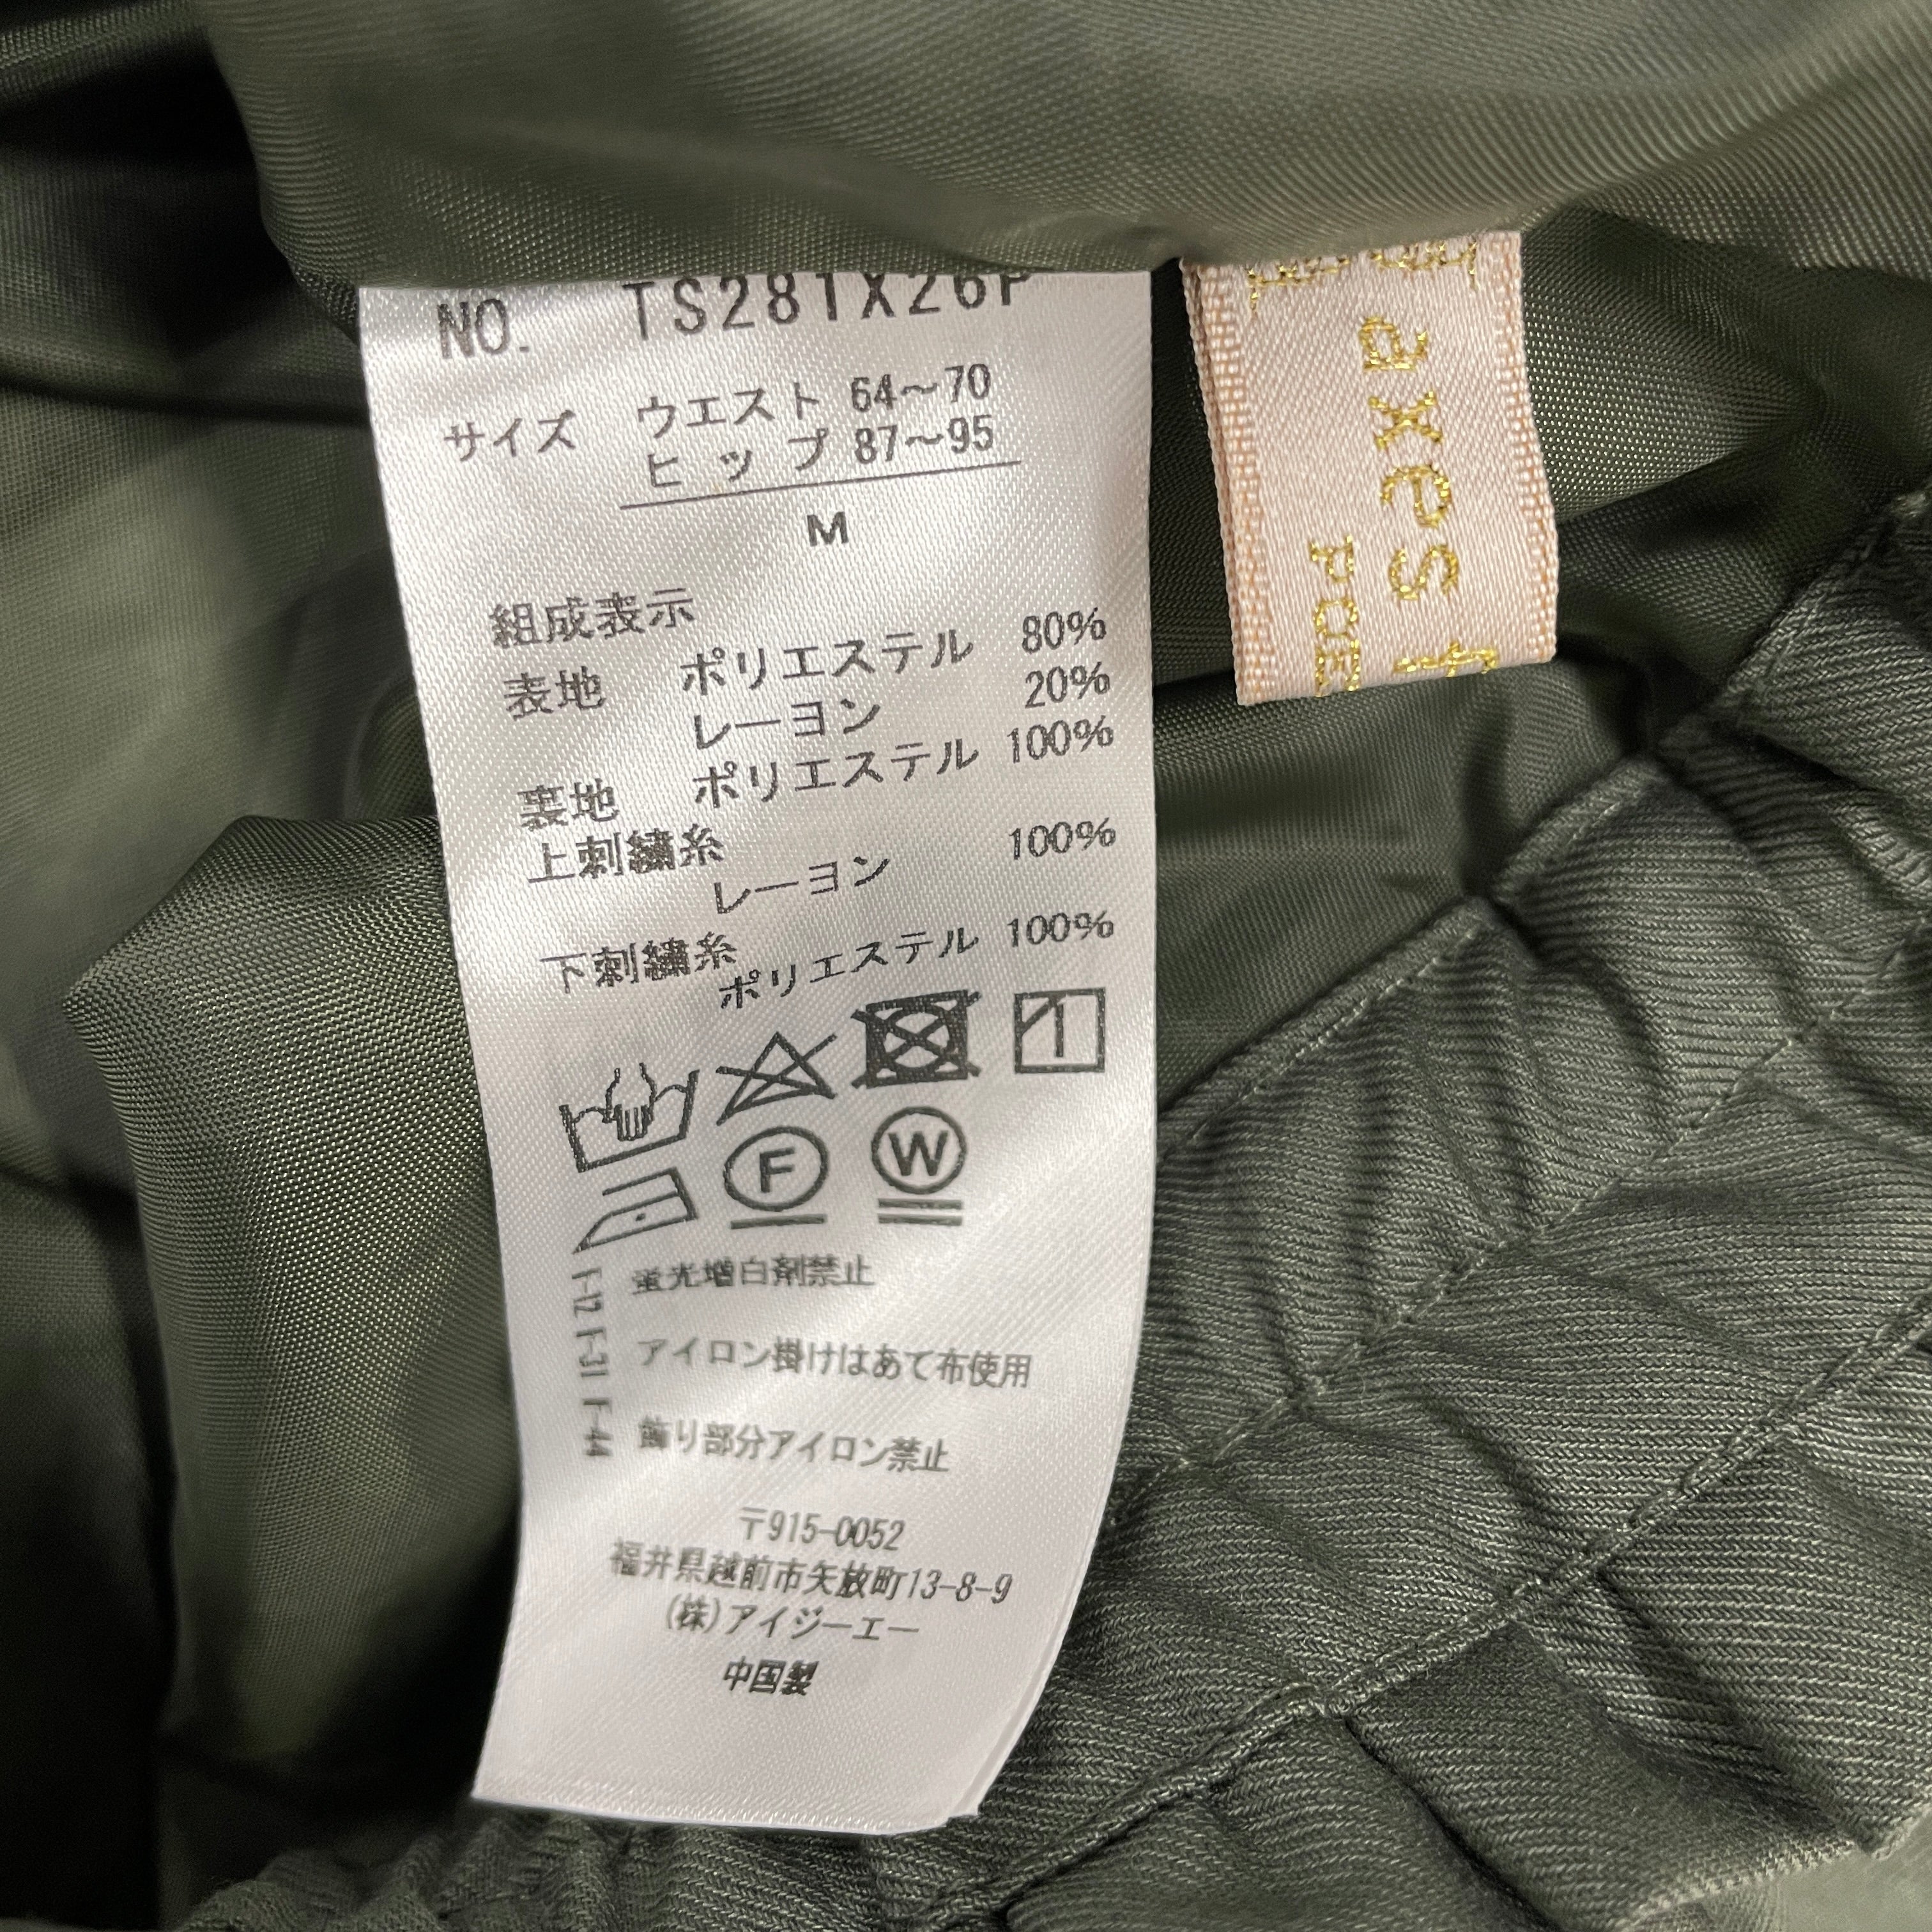 NO. TS281X26P
サイズ ウエスト 64〜70
ヒップ 87〜95
M
組成表示
表地 ポリエステル 80%
レーヨン 20%
裏地 ポリエステル 100%
上刺繍糸
レーヨン 100%
下刺繍糸
ポリエステル 100%
F W
蛍光増白剤禁止
アイロン掛けはあて布使用
飾り部分アイロン禁止
T-12 T-31 T-44
〒915-0052
福井県越前市矢放町13-8-9
(株)アイジーエー
中国製
axes f
POE